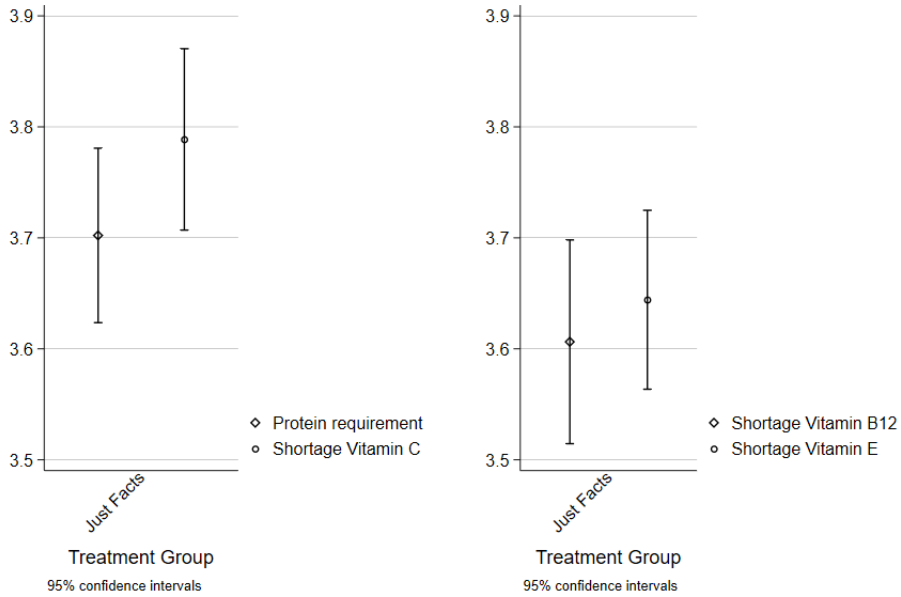 3.9
3.8
3.7
3.6
3.5
Just Facts
Treatment Group
95% confidence intervals
Protein requirement
Shortage Vitamin C
3.9
3.8
3.7
3.6
3.5
Just Facts
Treatment Group
95% confidence intervals
Shortage Vitamin B12
Shortage Vitamin E